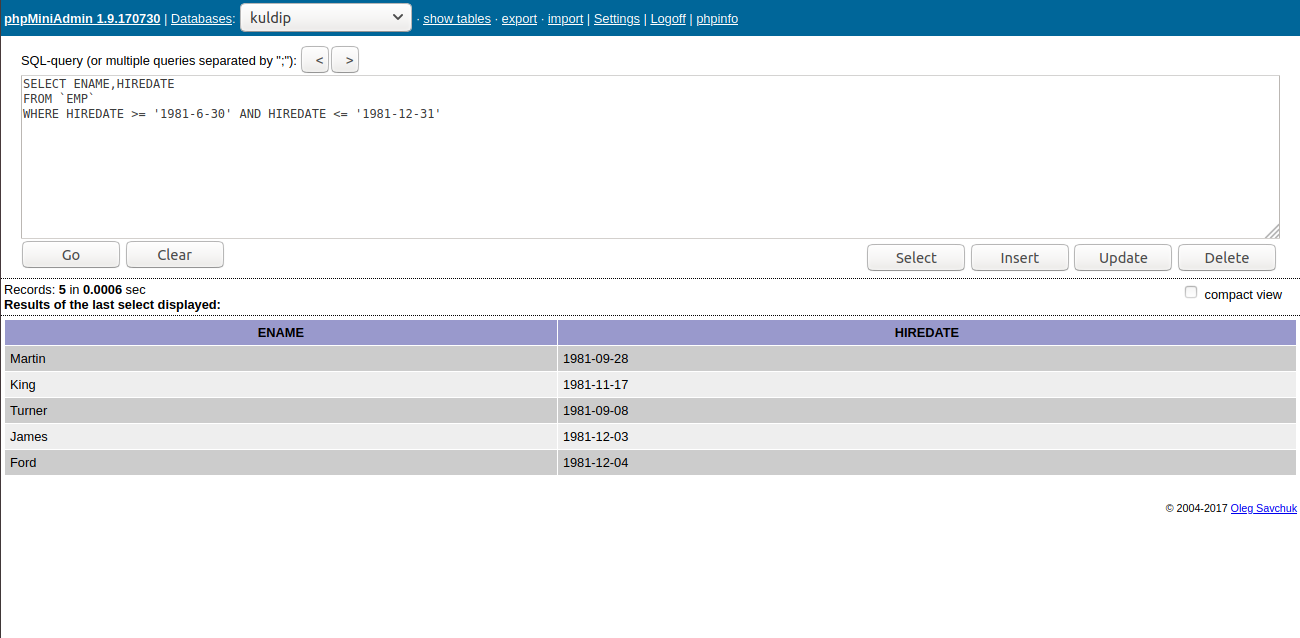 phpMiniAdmin 1.9.170730 | Databases: kuldip · show tables · export · import | Settings | Logoff | phpinfo
SQL-query (or multiple queries separated by ";"): < >
SELECT ENAME,HIREDATE
FROM `EMP`
WHERE HIREDATE >= '1981-6-30' AND HIREDATE <= '1981-12-31'
Go Clear Select Insert Update Delete
Records: 5 in 0.0006 sec
compact view
Results of the last select displayed:
ENAME HIREDATE
Martin 1981-09-28
King 1981-11-17
Turner 1981-09-08
James 1981-12-03
Ford 1981-12-04
© 2004-2017 Oleg Savchuk